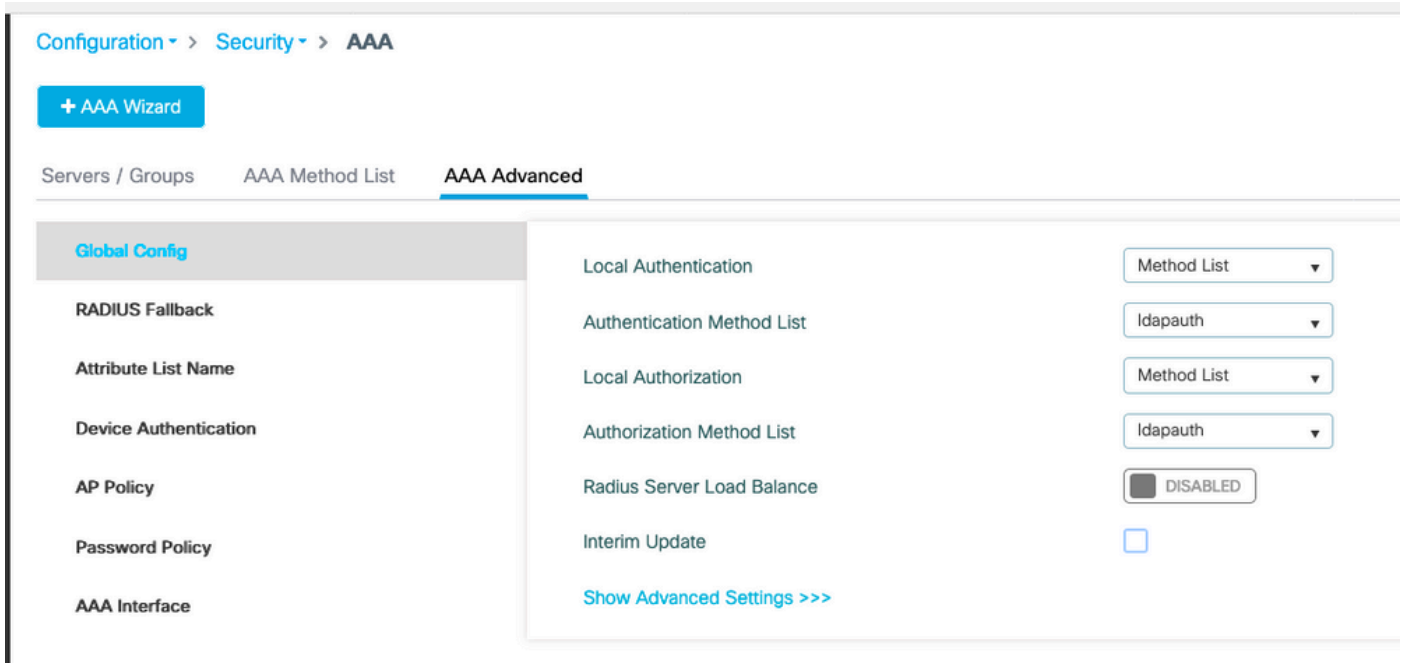 Configuration > Security > AAA
+ AAA Wizard
Servers / Groups AAA Method List AAA Advanced
Global Config
RADIUS Fallback
Attribute List Name
Device Authentication
AP Policy
Password Policy
AAA Interface
Local Authentication Method List
Authentication Method List ldapauth
Local Authorization Method List
Authorization Method List ldapauth
Radius Server Load Balance DISABLED
Interim Update
Show Advanced Settings >>>